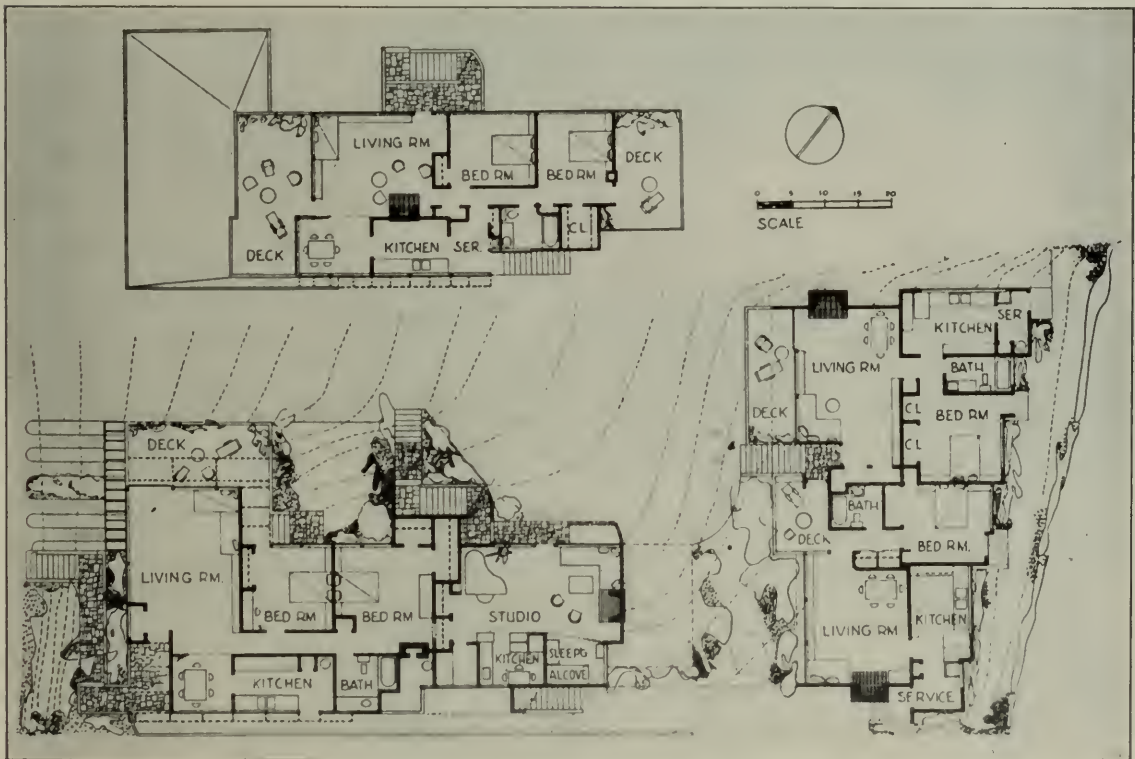 LIVING RM
BED RM
BED RM
DECK
DECK
KITCHEN
SER.
CL
0 5 10 15 20
SCALE
KITCHEN
SER
LIVING RM
BATH
DECK
CL
BED RM
CL
BATH
DECK
BED RM.
LIVING RM
KITCHEN
SERVICE
DECK
LIVING RM.
BED RM
BED RM
STUDIO
KITCHEN
SLEEP'G
ALCOVE
KITCHEN
BATH